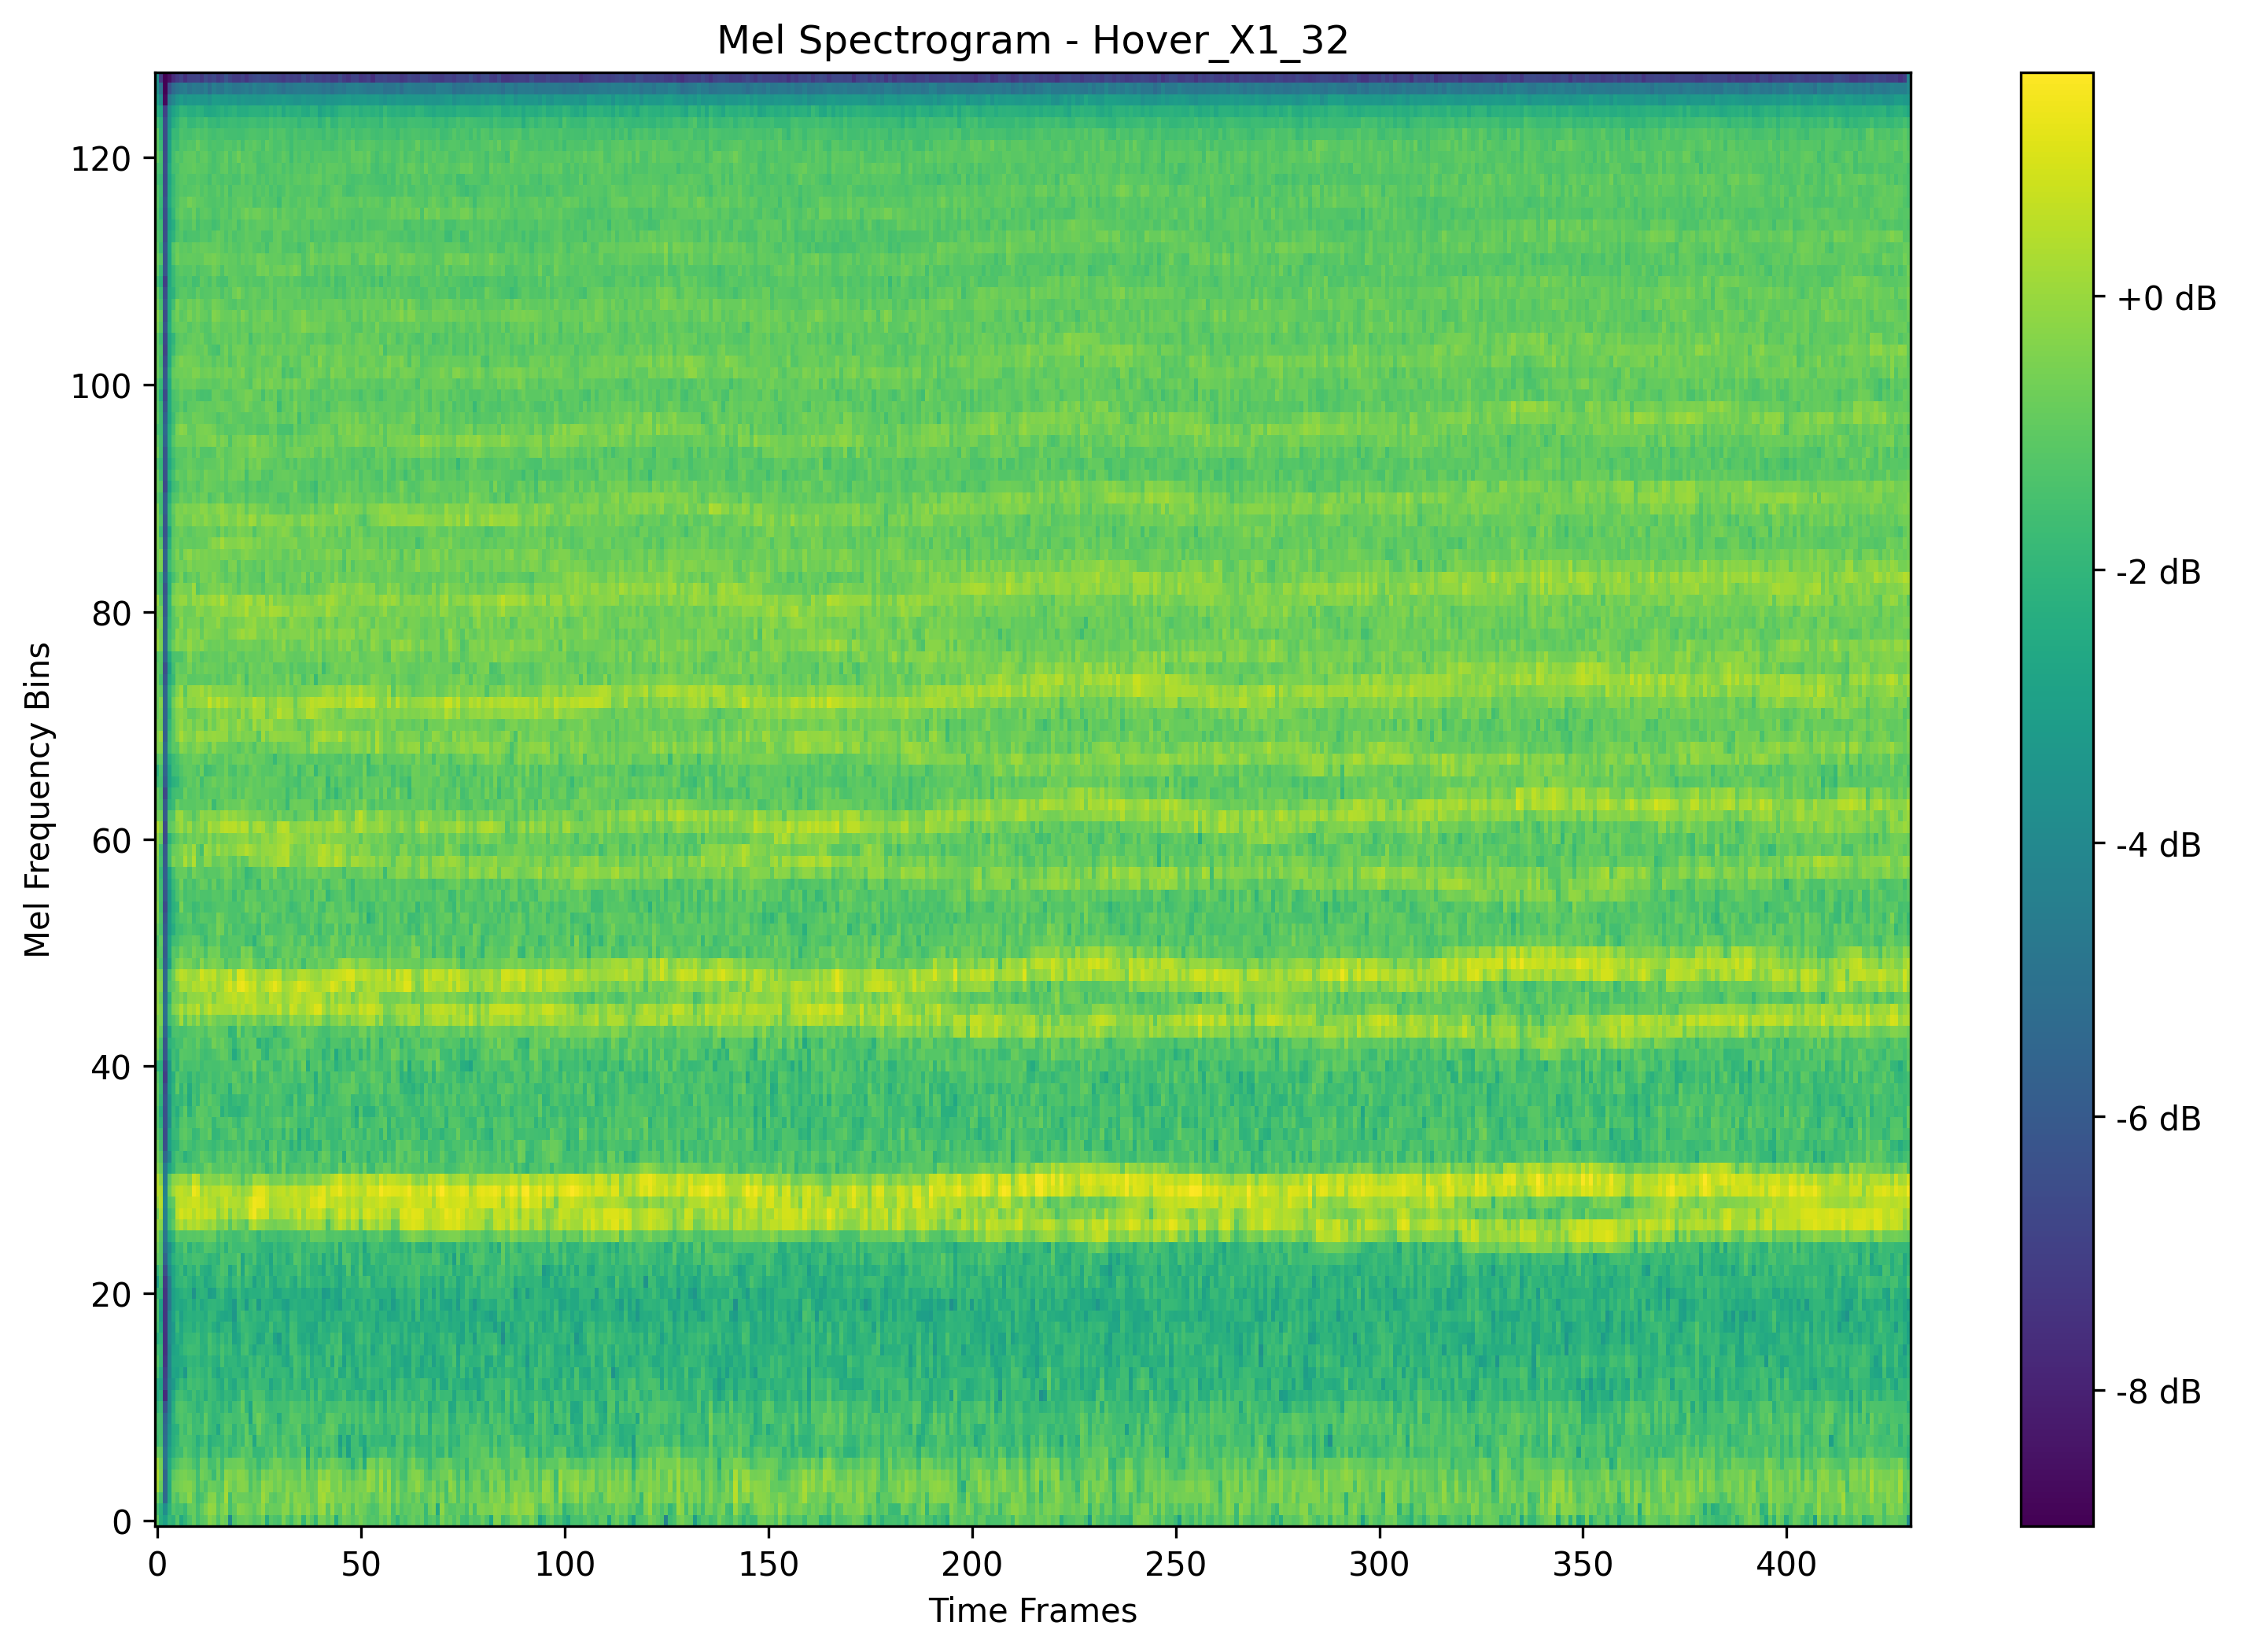 Mel Spectrogram - Hover_X1_32
Mel Frequency Bins
120
100
80
60
40
20
0
0 50 100 150 200 250 300 350 400
Time Frames
+0 dB
-2 dB
-4 dB
-6 dB
-8 dB